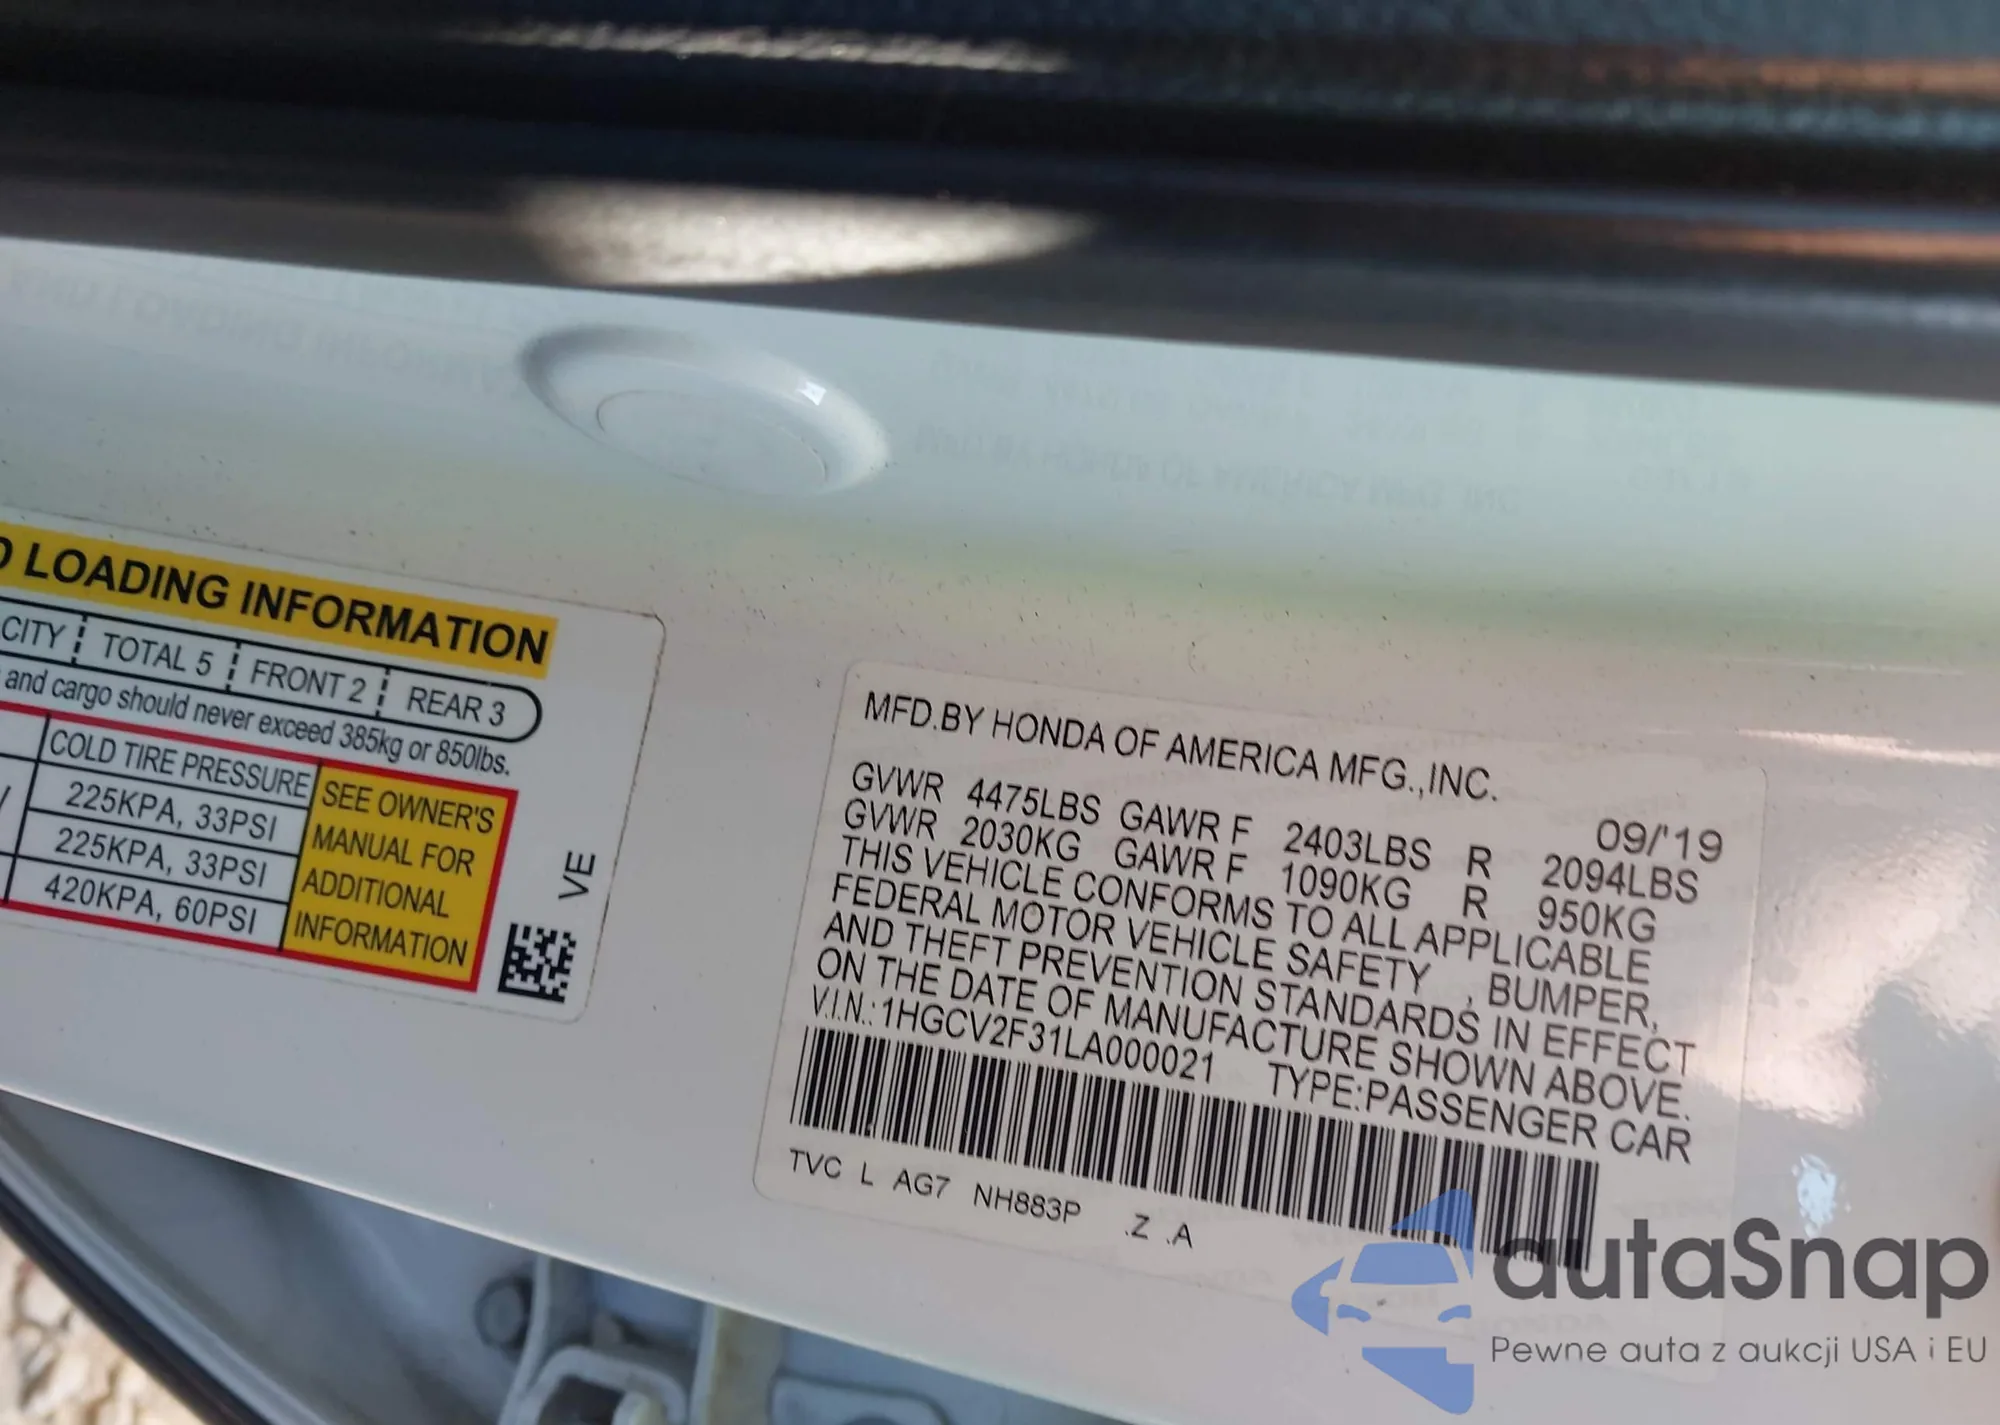 LOADING INFORMATION
CITY TOTAL 5 FRONT 2 REAR 3
and cargo should never exceed 385kg or 850lbs.
COLD TIRE PRESSURE
225KPA, 33PSI
225KPA, 33PSI
420KPA, 60PSI
SEE OWNER'S
MANUAL FOR
ADDITIONAL
INFORMATION
VE
MFD.BY HONDA OF AMERICA MFG.,INC.
09/'19
GVWR 4475LBS GAWR F 2403LBS R 2094LBS
GVWR 2030KG GAWR F 1090KG R 950KG
THIS VEHICLE CONFORMS TO ALL APPLICABLE
FEDERAL MOTOR VEHICLE SAFETY , BUMPER,
AND THEFT PREVENTION STANDARDS IN EFFECT
ON THE DATE OF MANUFACTURE SHOWN ABOVE.
V.I.N.:1HGCV2F31LA000021 TYPE:PASSENGER CAR
TVC L AG7 NH883P .Z .A
autaSnap
Pewne auta z aukcji USA i EU